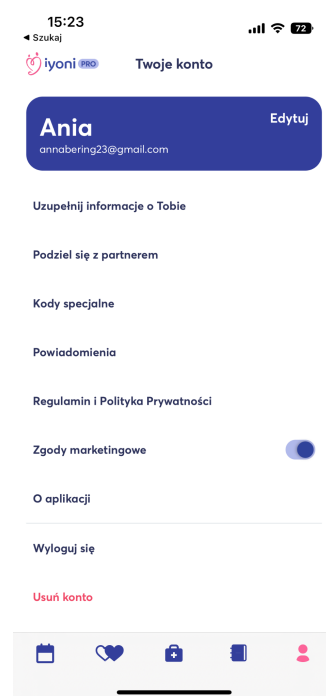 15:23
72
◀ Szukaj
iyoni PRO
Twoje konto
Ania
Edytuj
annabering23@gmail.com
Uzupełnij informacje o Tobie
Podziel się z partnerem
Kody specjalne
Powiadomienia
Regulamin i Polityka Prywatności
Zgody marketingowe
O aplikacji
Wyloguj się
Usuń konto